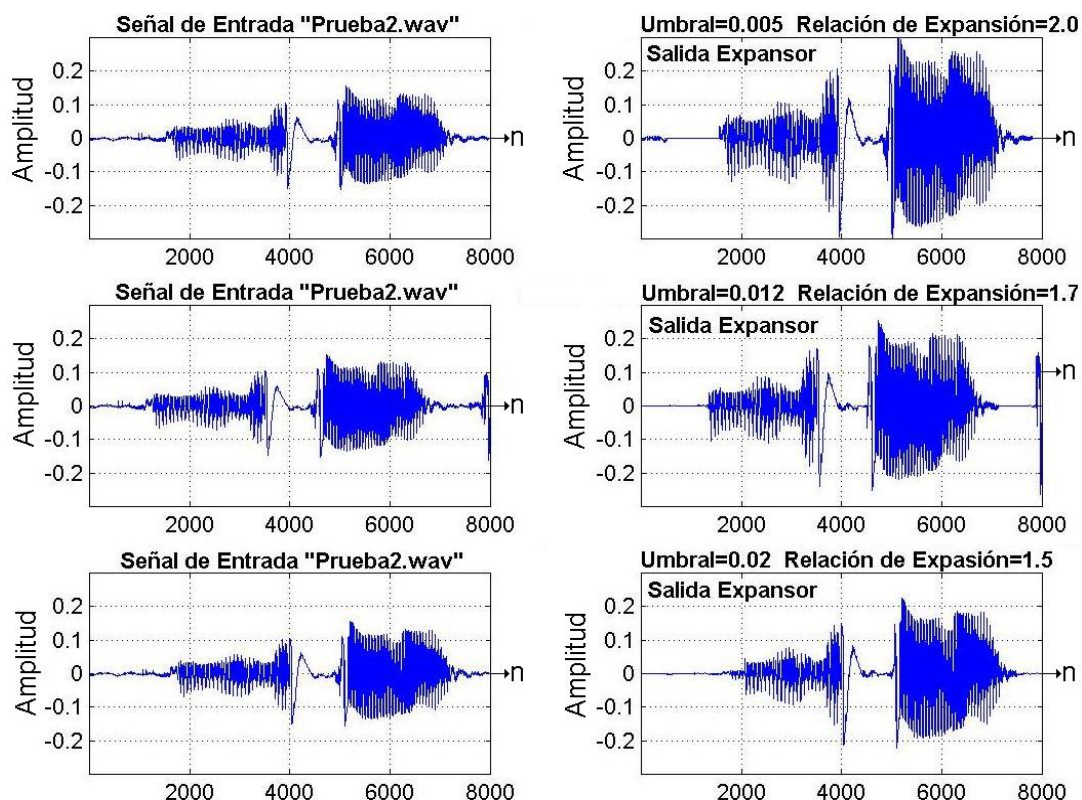 Señal de Entrada "Prueba2.wav"
Amplitud
0.2
0.1
0
-0.1
-0.2
n
2000 4000 6000 8000
Umbral=0.005 Relación de Expansión=2.0
Salida Expansor
Amplitud
0.2
0.1
0
-0.1
-0.2
n
2000 4000 6000 8000
Señal de Entrada "Prueba2.wav"
Amplitud
0.2
0.1
0
-0.1
-0.2
n
2000 4000 6000 8000
Umbral=0.012 Relación de Expansión=1.7
Salida Expansor
Amplitud
0.2
0.1
0
-0.1
-0.2
n
2000 4000 6000 8000
Señal de Entrada "Prueba2.wav"
Amplitud
0.2
0.1
0
-0.1
-0.2
n
2000 4000 6000 8000
Umbral=0.02 Relación de Expasión=1.5
Salida Expansor
Amplitud
0.2
0.1
0
-0.1
-0.2
n
2000 4000 6000 8000